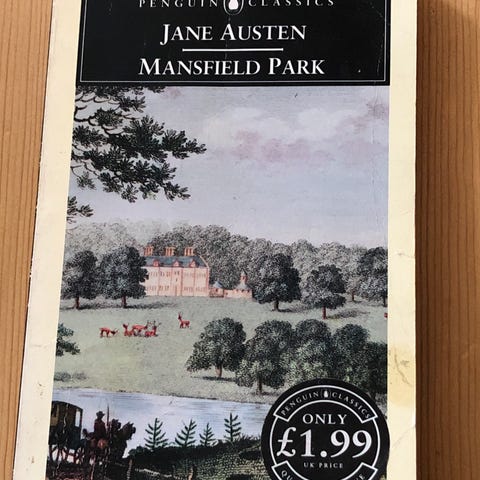 PENGUIN CLASSICS
JANE AUSTEN
MANSFIELD PARK
PENGUIN CLASSICS
ONLY
£1.99
UK PRICE